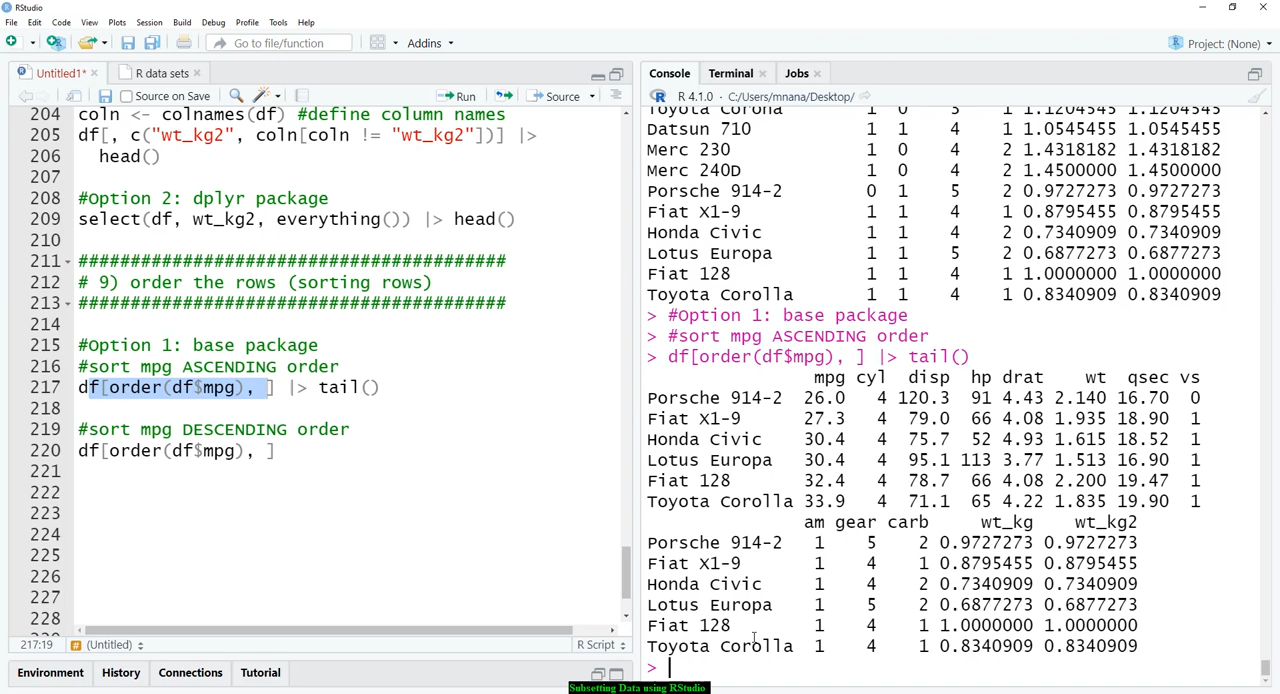 RStudio
File Edit Code View Plots Session Build Debug Profile Tools Help
Go to file/function Addins Project: (None)
Untitled1* R data sets
Source on Save Run Source
204 coln <- colnames(df) #define column names
205 df[, c("wt_kg2", coln[coln != "wt_kg2"])] |>
206 head()
207
208 #Option 2: dplyr package
209 select(df, wt_kg2, everything()) |> head()
210
211 #########################################
212 # 9) order the rows (sorting rows)
213 #########################################
214
215 #Option 1: base package
216 #sort mpg ASCENDING order
217 df[order(df$mpg), ] |> tail()
218
219 #sort mpg DESCENDING order
220 df[order(df$mpg), ]
221
222
223
224
225
226
227
228
217:19 (Untitled) R Script
Environment History Connections Tutorial
Console Terminal Jobs
R 4.1.0 · C:/Users/mnana/Desktop/
Toyota Corona 1 0 3 1 1.1204545 1.1204545
Datsun 710 1 1 4 1 1.0545455 1.0545455
Merc 230 1 0 4 2 1.4318182 1.4318182
Merc 240D 1 0 4 2 1.4500000 1.4500000
Porsche 914-2 0 1 5 2 0.9727273 0.9727273
Fiat X1-9 1 1 4 1 0.8795455 0.8795455
Honda Civic 1 1 4 2 0.7340909 0.7340909
Lotus Europa 1 1 5 2 0.6877273 0.6877273
Fiat 128 1 1 4 1 1.0000000 1.0000000
Toyota Corolla 1 1 4 1 0.8340909 0.8340909
> #Option 1: base package
> #sort mpg ASCENDING order
> df[order(df$mpg), ] |> tail()
mpg cyl disp hp drat wt qsec vs
Porsche 914-2 26.0 4 120.3 91 4.43 2.140 16.70 0
Fiat X1-9 27.3 4 79.0 66 4.08 1.935 18.90 1
Honda Civic 30.4 4 75.7 52 4.93 1.615 18.52 1
Lotus Europa 30.4 4 95.1 113 3.77 1.513 16.90 1
Fiat 128 32.4 4 78.7 66 4.08 2.200 19.47 1
Toyota Corolla 33.9 4 71.1 65 4.22 1.835 19.90 1
am gear carb wt_kg wt_kg2
Porsche 914-2 1 5 2 0.9727273 0.9727273
Fiat X1-9 1 4 1 0.8795455 0.8795455
Honda Civic 1 4 2 0.7340909 0.7340909
Lotus Europa 1 5 2 0.6877273 0.6877273
Fiat 128 1 4 1 1.0000000 1.0000000
Toyota Corolla 1 4 1 0.8340909 0.8340909
>
Subsetting Data using RStudio